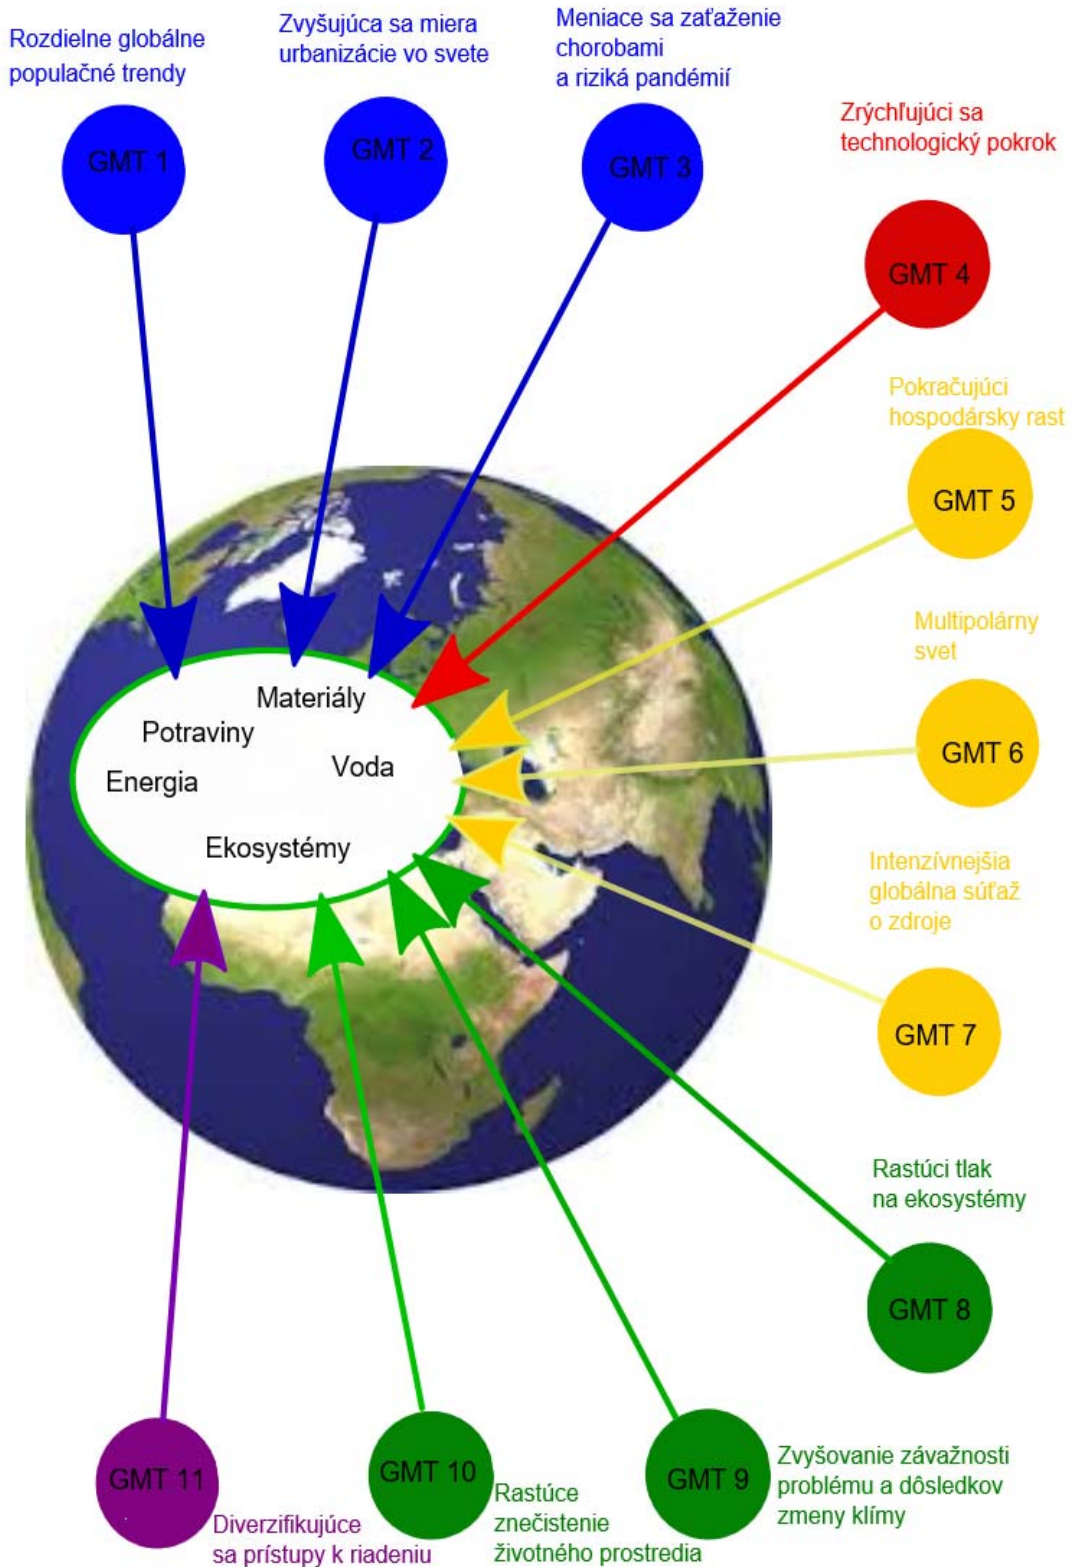 Rozdielne globálne
populačné trendy
Zvyšujúca sa miera
urbanizácie vo svete
Meniace sa zaťaženie
chorobami
a riziká pandémií
Zrýchľujúci sa
technologický pokrok
GMT 1
GMT 2
GMT 3
GMT 4
Pokračujúci
hospodársky rast
GMT 5
Multipolárny
svet
GMT 6
Materiály
Potraviny
Voda
Energia
Ekosystémy
Intenzívnejšia
globálna súťaž
o zdroje
GMT 7
Rastúci tlak
na ekosystémy
GMT 8
Zvyšovanie závažnosti
problému a dôsledkov
zmeny klímy
GMT 9
GMT 10
Rastúce
znečistenie
životného prostredia
GMT 11
Diverzifikujúce
sa prístupy k riadeniu